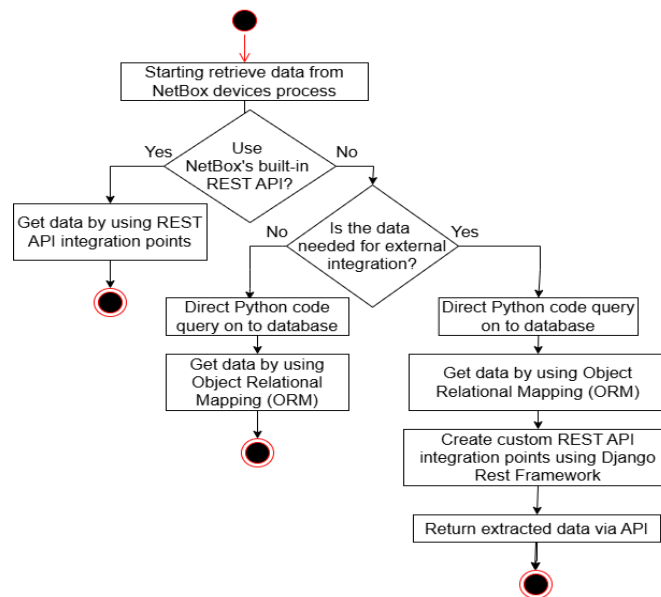 Starting retrieve data from
NetBox devices process
Yes
Use
NetBox's built-in
REST API?
No
Get data by using REST
API integration points
No
Is the data
needed for external
integration?
Yes
Direct Python code
query on to database
Direct Python code query
on to database
Get data by using
Object Relational
Mapping (ORM)
Get data by using Object
Relational Mapping (ORM)
Create custom REST API
integration points using Django
Rest Framework
Return extracted data via API